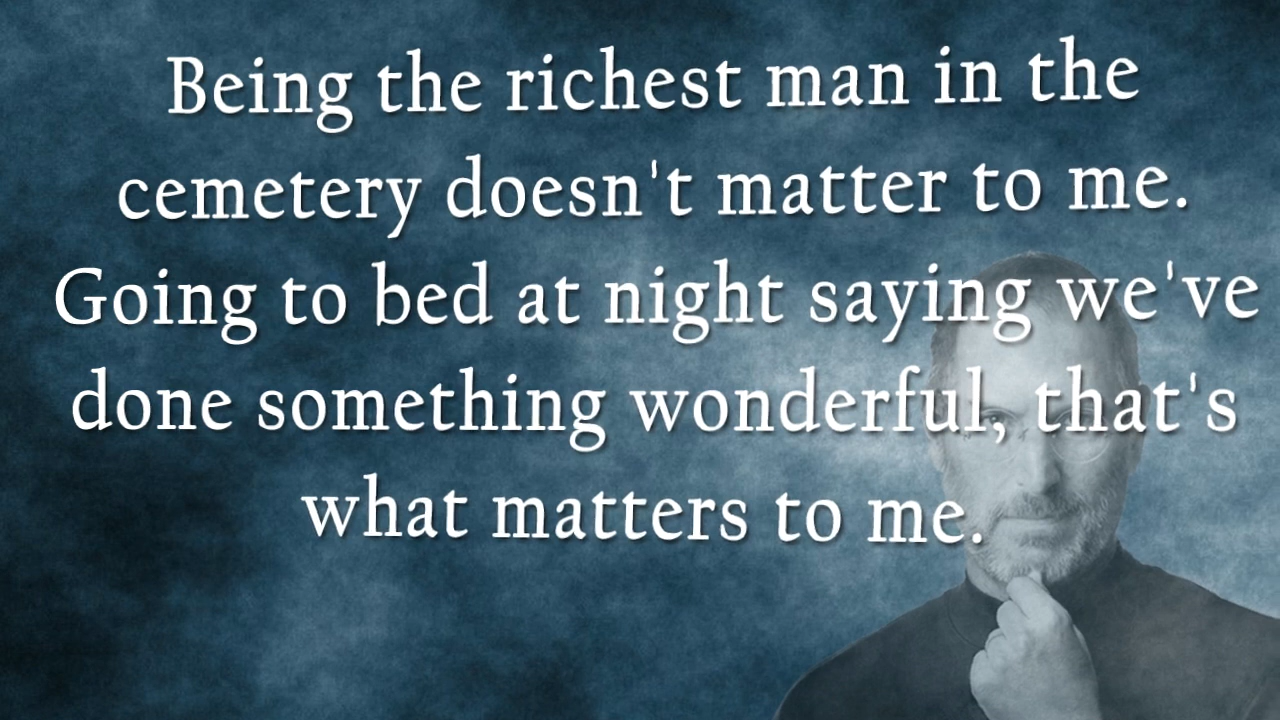 Being the richest man in the
cemetery doesn't matter to me.
Going to bed at night saying we've
done something wonderful, that's
what matters to me.